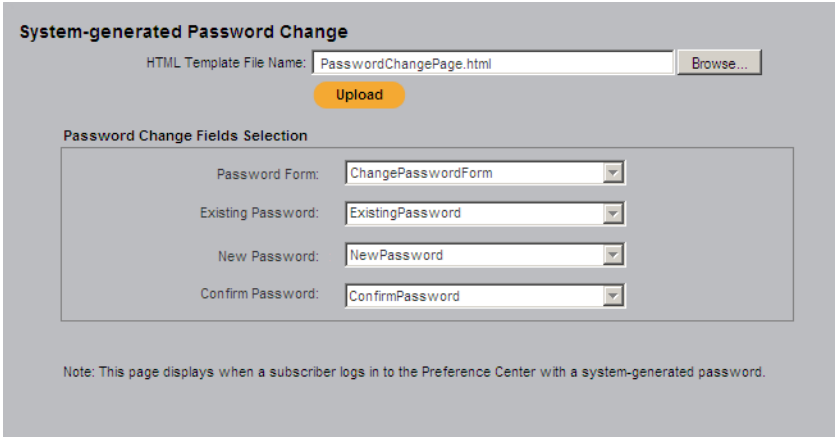 System-generated Password Change
HTML Template File Name: PasswordChangePage.html Browse...
Upload
Password Change Fields Selection
Password Form: ChangePasswordForm
Existing Password: ExistingPassword
New Password: NewPassword
Confirm Password: ConfirmPassword
Note: This page displays when a subscriber logs in to the Preference Center with a system-generated password.